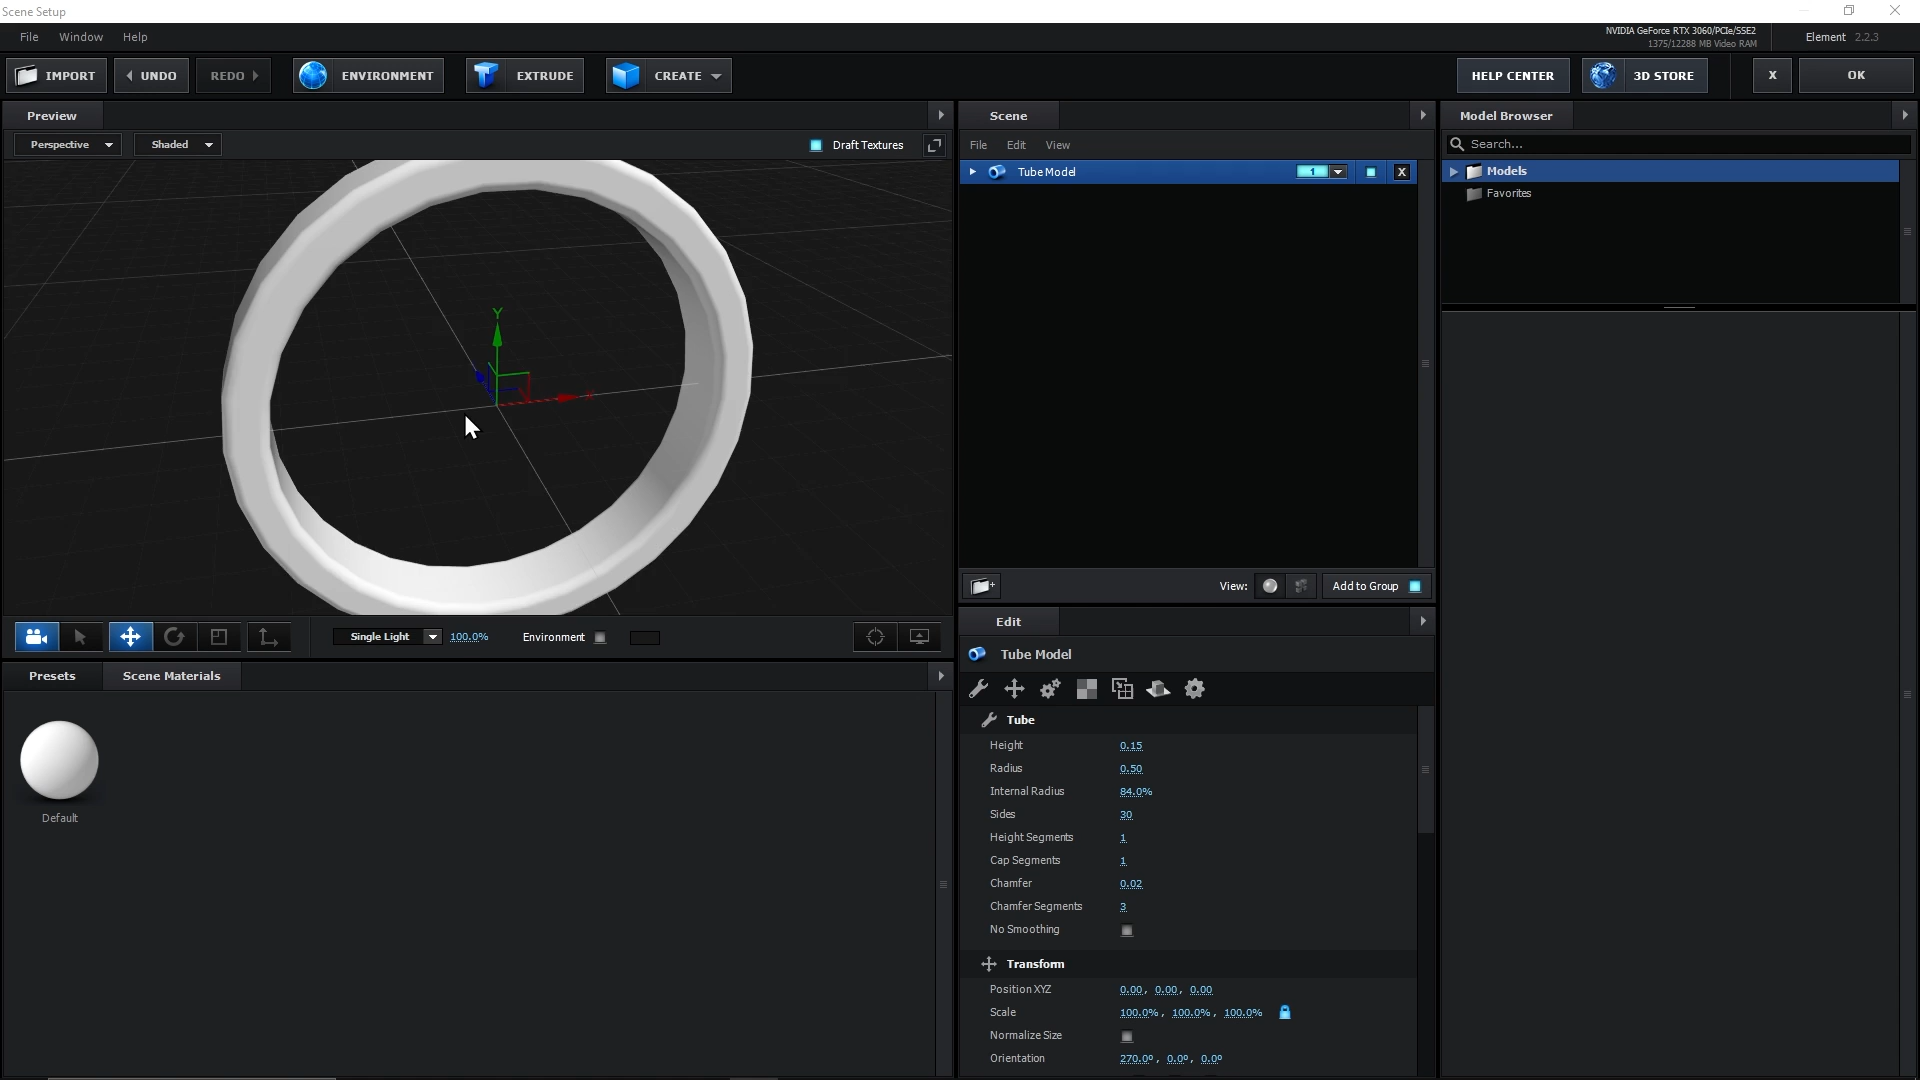 Scene Setup
File Window Help
NVIDIA GeForce RTX 3060/PCIe/SSE2
1375/12288 MB Video RAM
Element 2.2.3
IMPORT UNDO REDO ENVIRONMENT EXTRUDE CREATE HELP CENTER 3D STORE X OK
Preview
Perspective Shaded Draft Textures
Y
X
Single Light 100.0% Environment
Presets Scene Materials
Default
Scene
File Edit View
Tube Model 1 X
View: Add to Group
Edit
Tube Model
Tube
Height 0.15
Radius 0.50
Internal Radius 84.0%
Sides 30
Height Segments 1
Cap Segments 1
Chamfer 0.02
Chamfer Segments 3
No Smoothing
Transform
Position XYZ 0.00, 0.00, 0.00
Scale 100.0%, 100.0%, 100.0%
Normalize Size
Orientation 270.0º, 0.0º, 0.0º
Model Browser
Search...
Models
Favorites